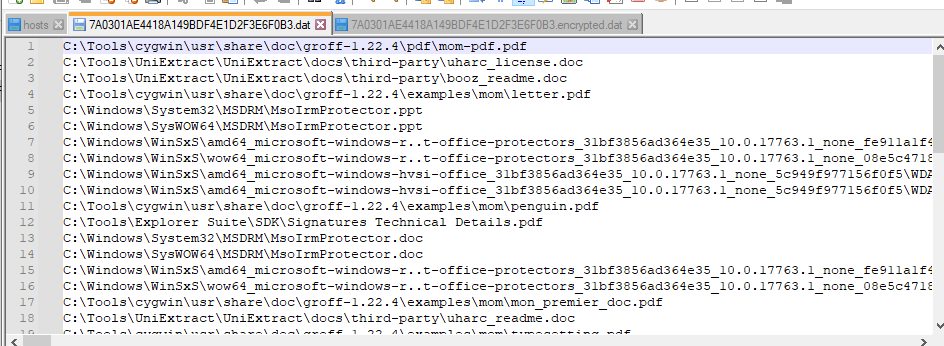 hosts 7A0301AE4418A149BDF4E1D2F3E6F0B3.dat 7A0301AE4418A149BDF4E1D2F3E6F0B3.encrypted.dat
1 C:\Tools\cygwin\usr\share\doc\groff-1.22.4\pdf\mom-pdf.pdf
2 C:\Tools\UniExtract\UniExtract\docs\third-party\uharc_license.doc
3 C:\Tools\UniExtract\UniExtract\docs\third-party\booz_readme.doc
4 C:\Tools\cygwin\usr\share\doc\groff-1.22.4\examples\mom\letter.pdf
5 C:\Windows\System32\MSDRM\MsoIrmProtector.ppt
6 C:\Windows\SysWOW64\MSDRM\MsoIrmProtector.ppt
7 C:\Windows\WinSxS\amd64_microsoft-windows-r..t-office-protectors_31bf3856ad364e35_10.0.17763.1_none_fe911a1f4
8 C:\Windows\WinSxS\wow64_microsoft-windows-r..t-office-protectors_31bf3856ad364e35_10.0.17763.1_none_08e5c4718
9 C:\Windows\WinSxS\amd64_microsoft-windows-hvsi-office_31bf3856ad364e35_10.0.17763.1_none_5c949f977156f0f5\WDA
10 C:\Windows\WinSxS\amd64_microsoft-windows-hvsi-office_31bf3856ad364e35_10.0.17763.1_none_5c949f977156f0f5\WDA
11 C:\Tools\cygwin\usr\share\doc\groff-1.22.4\examples\mom\penguin.pdf
12 C:\Tools\Explorer Suite\SDK\Signatures Technical Details.pdf
13 C:\Windows\System32\MSDRM\MsoIrmProtector.doc
14 C:\Windows\SysWOW64\MSDRM\MsoIrmProtector.doc
15 C:\Windows\WinSxS\amd64_microsoft-windows-r..t-office-protectors_31bf3856ad364e35_10.0.17763.1_none_fe911a1f4
16 C:\Windows\WinSxS\wow64_microsoft-windows-r..t-office-protectors_31bf3856ad364e35_10.0.17763.1_none_08e5c4718
17 C:\Tools\cygwin\usr\share\doc\groff-1.22.4\examples\mom\mon_premier_doc.pdf
18 C:\Tools\UniExtract\UniExtract\docs\third-party\uharc_readme.doc
19 C:\Tools\cygwin\usr\share\doc\groff-1.22.4\examples\mom\typesetting.pdf